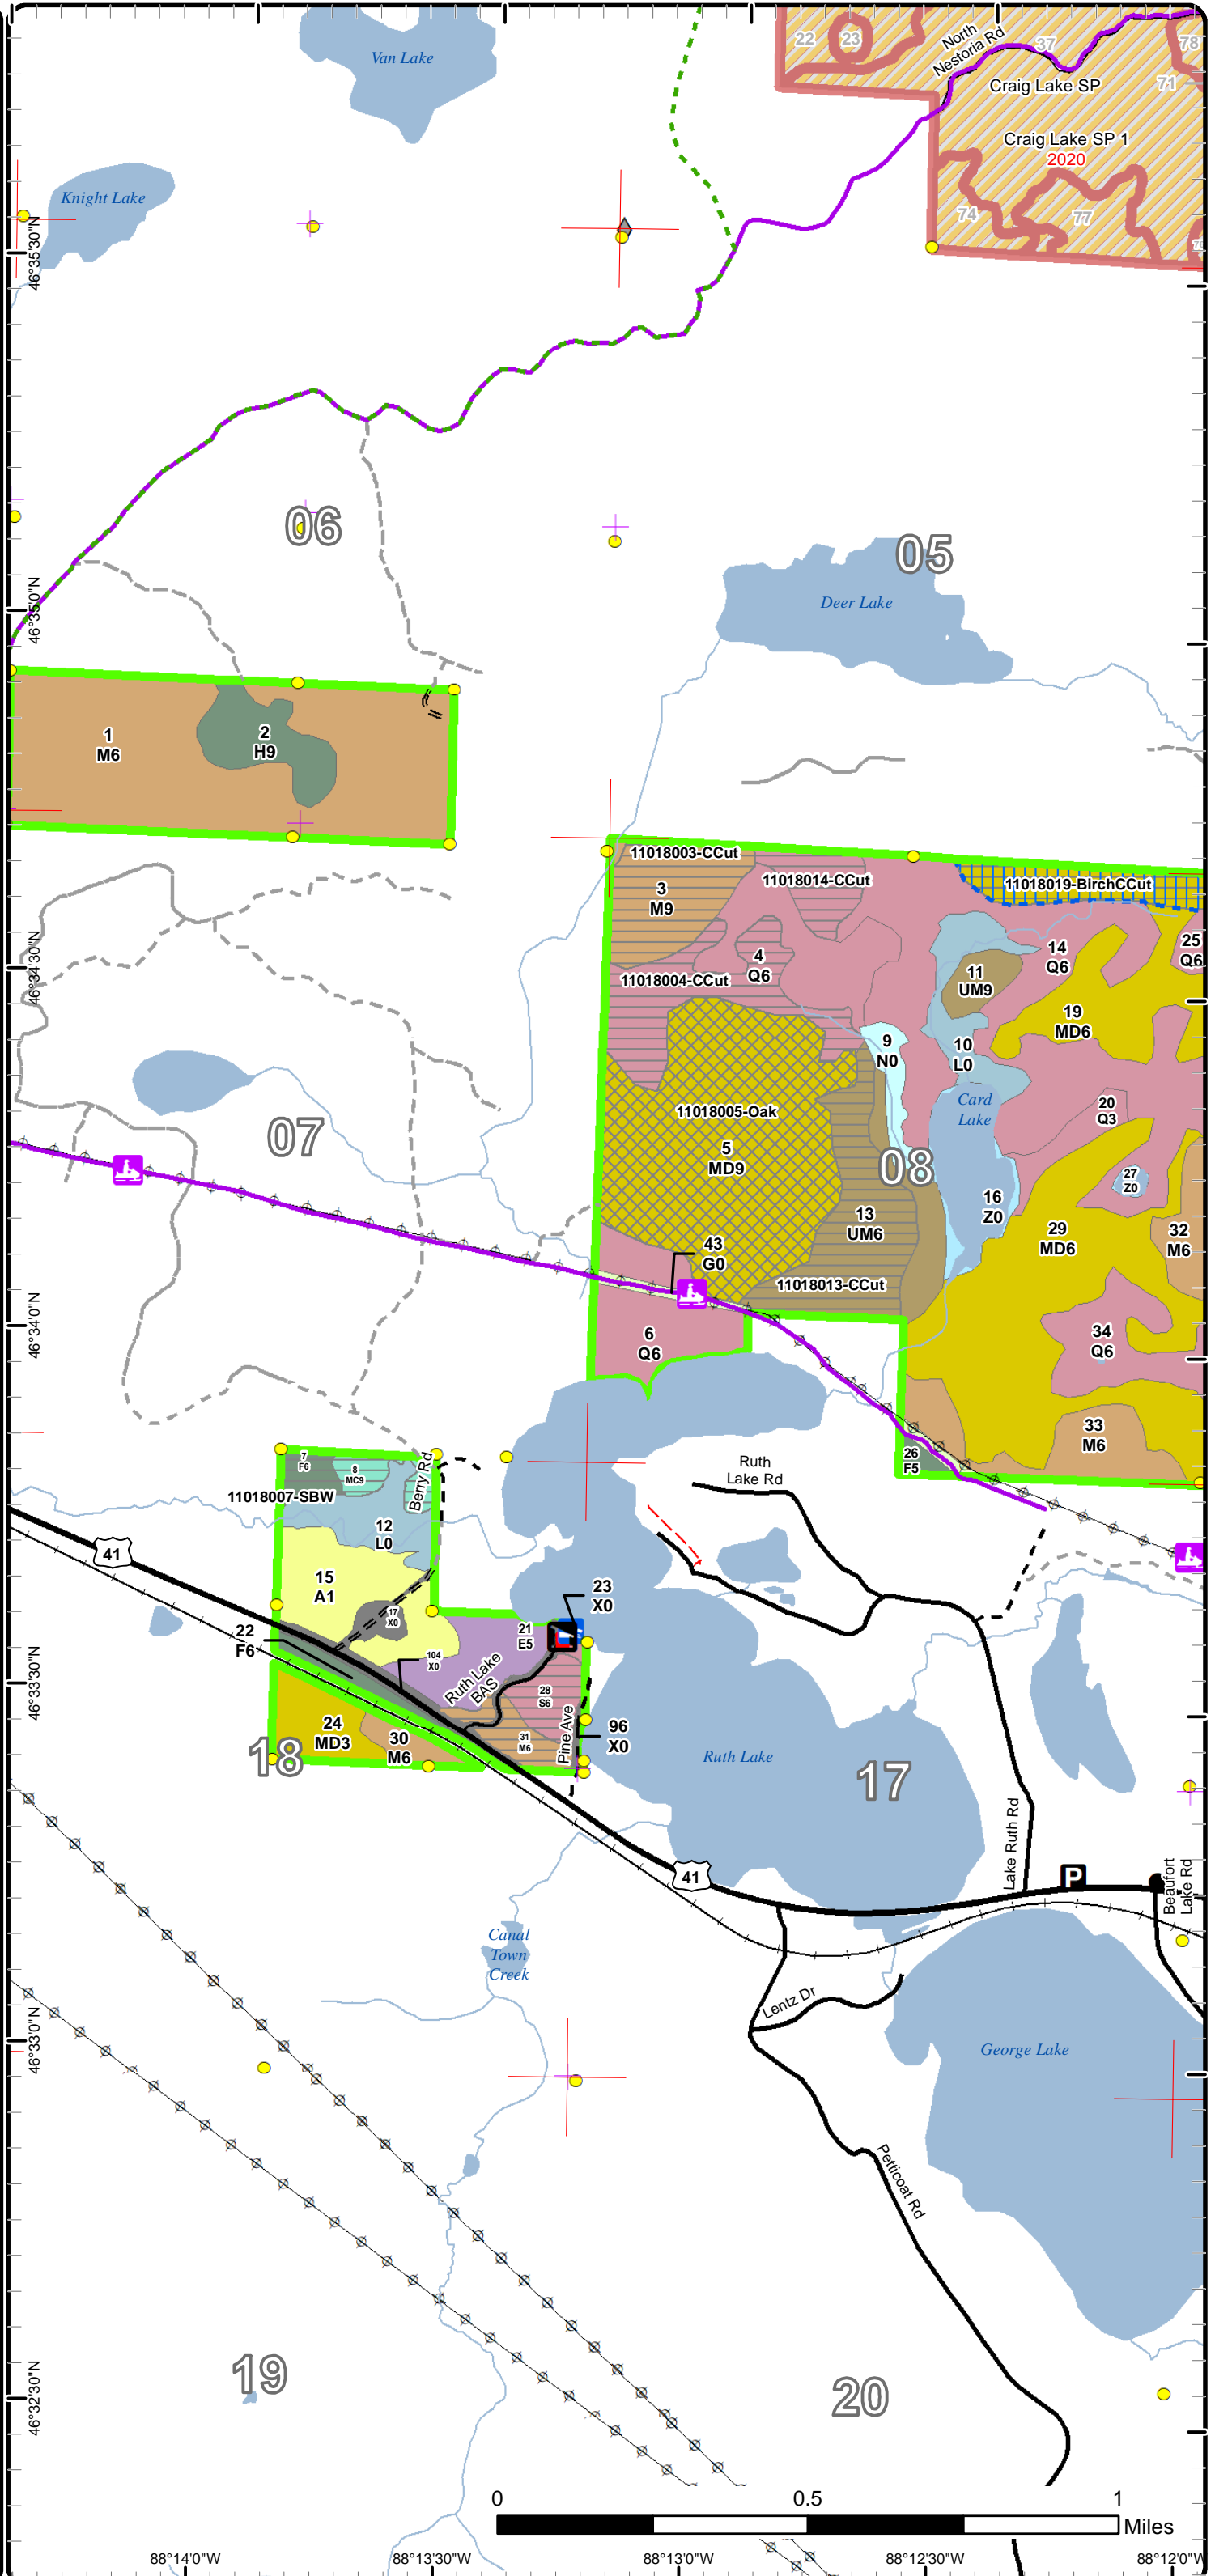 Van Lake
22
23
North
Nestoria Rd
37
78
71
Craig Lake SP
Craig Lake SP 1
2020
74
77
Knight Lake
46°35'30"N
06
05
Deer Lake
46°35'0"N
1
M6
2
H9
11018003-CCut
3
M9
11018014-CCut
11018019-BirchCCut
4
Q6
11018004-CCut
14
Q6
25
Q6
11
UM9
19
MD6
46°34'30"N
9
N0
10
L0
Card
Lake
20
Q3
11018005-Oak
5
MD9
07
08
27
Z0
16
Z0
13
UM6
29
MD6
32
M6
43
G0
11018013-CCut
46°34'0"N
6
Q6
34
Q6
33
M6
26
F5
7
F6
8
MC9
Berry Rd
11018007-SBW
12
L0
Ruth
Lake Rd
41
15
A1
17
X0
23
X0
22
F6
21
E5
104
X0
46°33'30"N
Ruth Lake
BAS
28
S6
24
MD3
30
M6
31
M6
Pine Ave
96
X0
18
Ruth Lake
17
Lake Ruth Rd
41
P
Beaufort
Lake Rd
Canal
Town
Creek
Lentz Dr
46°33'0"N
George Lake
Petticoat Rd
46°32'30"N
19
20
0
0.5
1
Miles
88°14'0"W
88°13'30"W
88°13'0"W
88°12'30"W
88°12'0"W